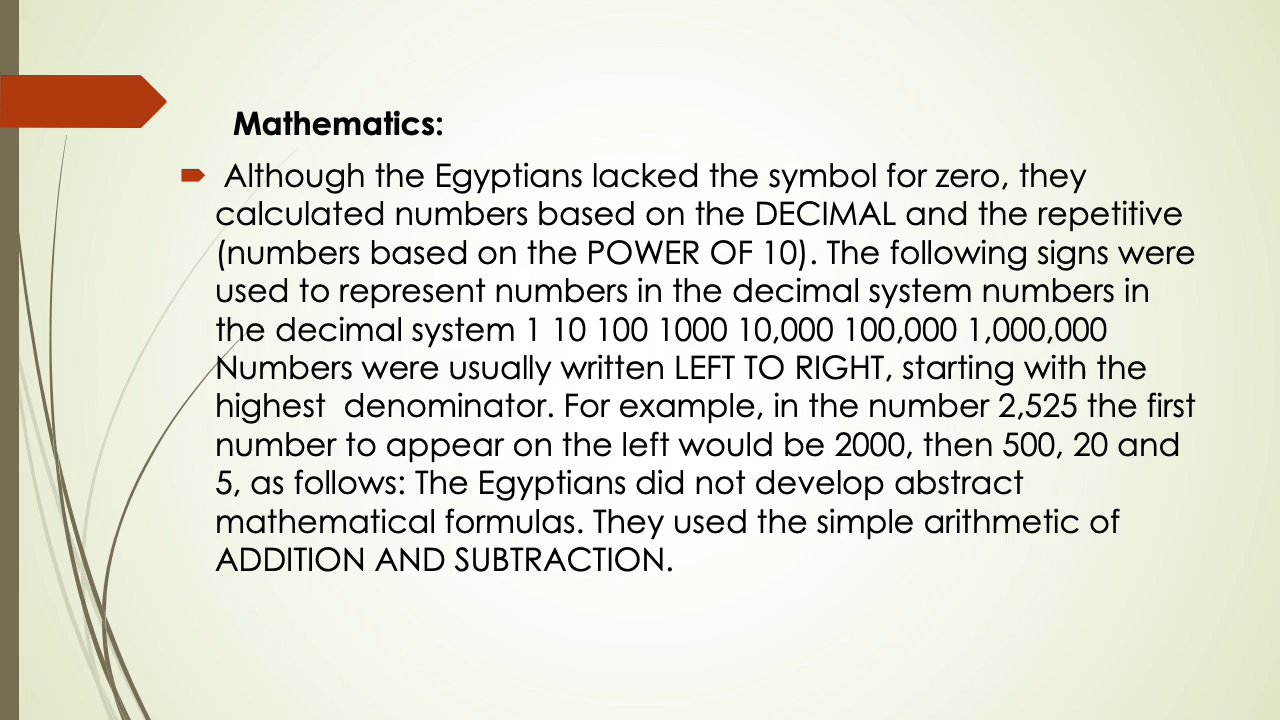 Mathematics:
Although the Egyptians lacked the symbol for zero, they
calculated numbers based on the DECIMAL and the repetitive
(numbers based on the POWER OF 10). The following signs were
used to represent numbers in the decimal system numbers in
the decimal system 1 10 100 1000 10,000 100,000 1,000,000
Numbers were usually written LEFT TO RIGHT, starting with the
highest  denominator. For example, in the number 2,525 the first
number to appear on the left would be 2000, then 500, 20 and
5, as follows: The Egyptians did not develop abstract
mathematical formulas. They used the simple arithmetic of
ADDITION AND SUBTRACTION.